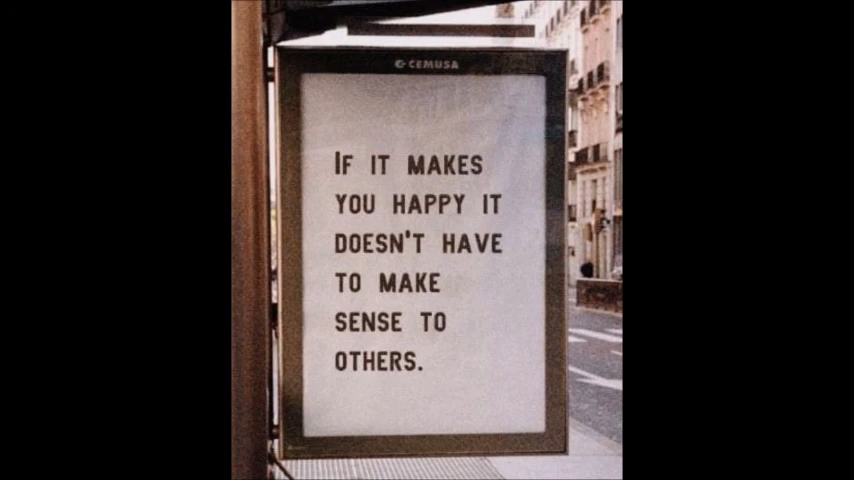 CEMUSA
IF IT MAKES
YOU HAPPY IT
DOESN'T HAVE
TO MAKE
SENSE TO
OTHERS.